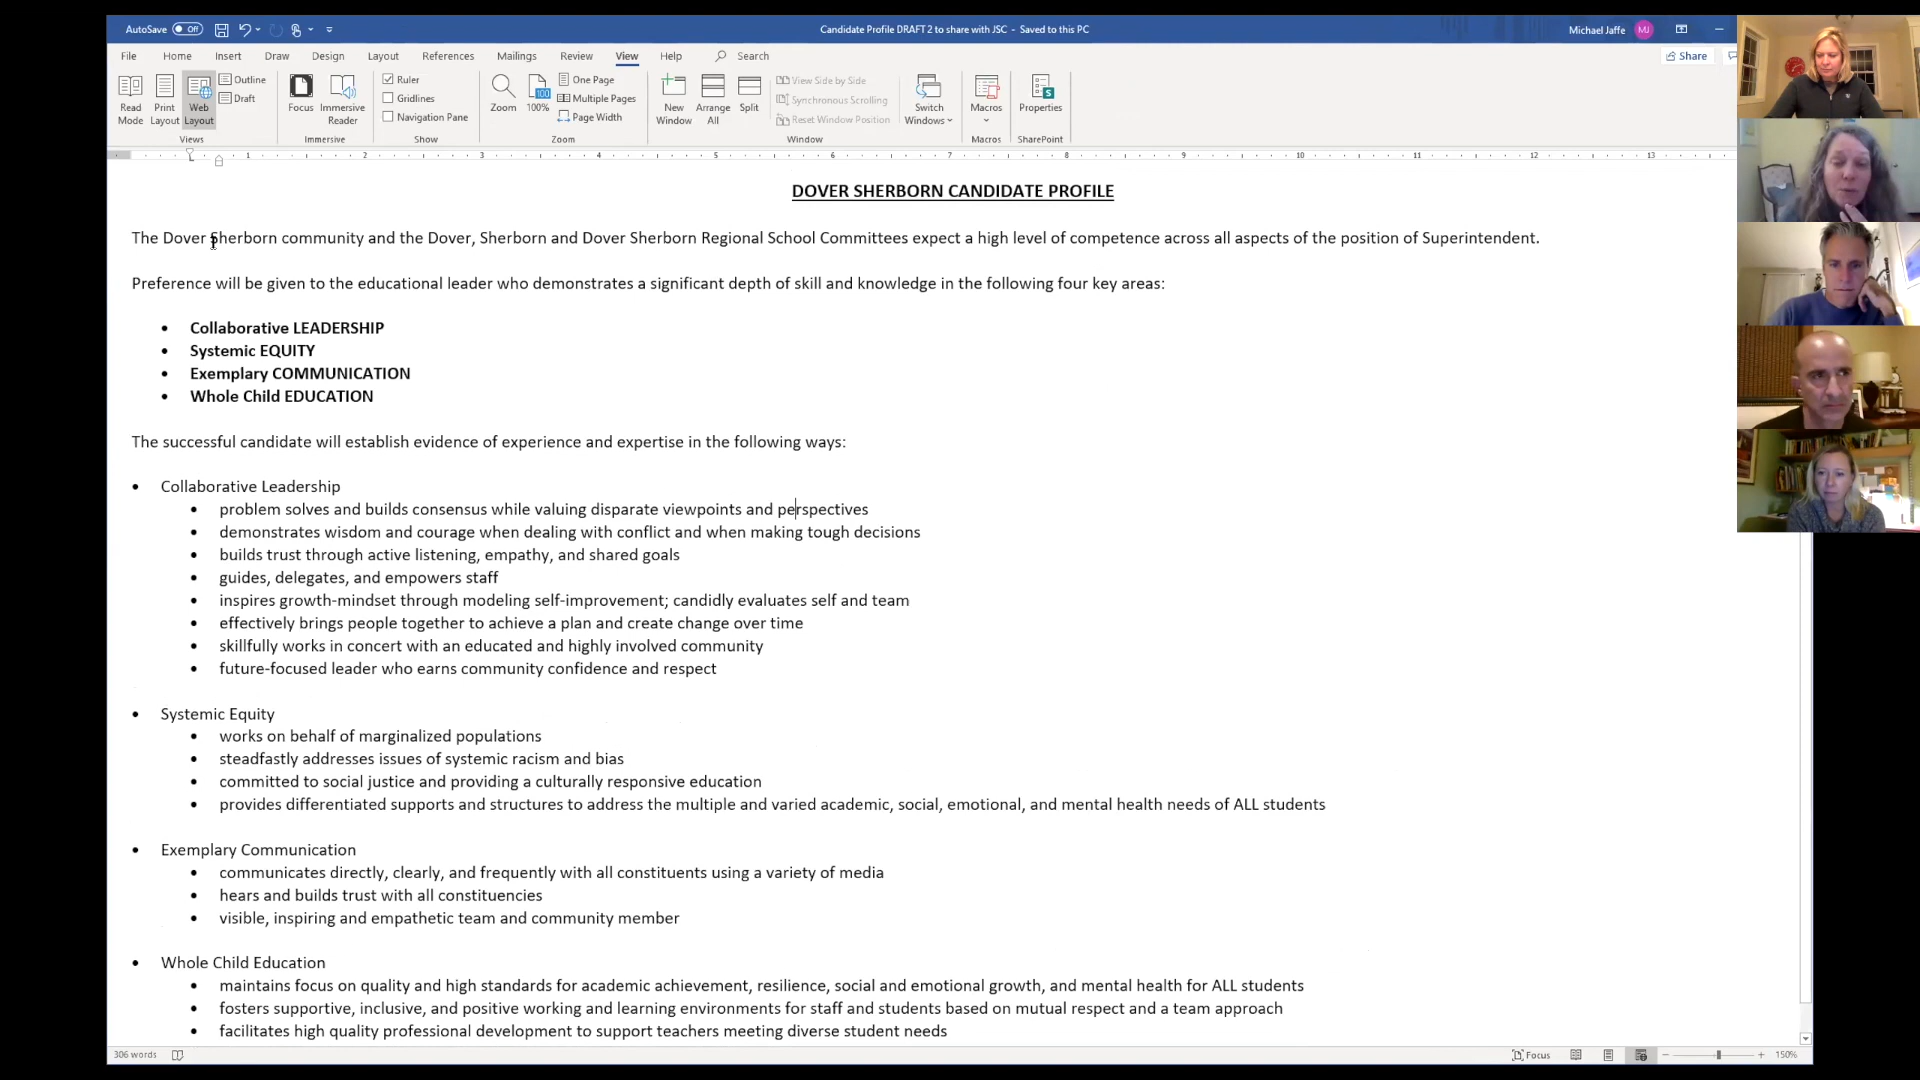 AutoSave Off
Candidate Profile DRAFT 2 to share with JSC - Saved to this PC
Michael Jaffe MJ
File Home Insert Draw Design Layout References Mailings Review View Help Search Share
Read Mode
Print Layout
Web Layout
Outline
Draft
Views
Focus
Immersive Reader
Immersive
Ruler
Gridlines
Navigation Pane
Show
Zoom
100
100%
One Page
Multiple Pages
Page Width
Zoom
New Window
Arrange All
Split
View Side by Side
Synchronous Scrolling
Reset Window Position
Switch Windows
Window
Macros
Macros
Properties
SharePoint
1 2 3 4 5 6 7 8 9 10 11 12 13
DOVER SHERBORN CANDIDATE PROFILE
The Dover Sherborn community and the Dover, Sherborn and Dover Sherborn Regional School Committees expect a high level of competence across all aspects of the position of Superintendent.
Preference will be given to the educational leader who demonstrates a significant depth of skill and knowledge in the following four key areas:
• Collaborative LEADERSHIP
• Systemic EQUITY
• Exemplary COMMUNICATION
• Whole Child EDUCATION
The successful candidate will establish evidence of experience and expertise in the following ways:
• Collaborative Leadership
• problem solves and builds consensus while valuing disparate viewpoints and perspectives
• demonstrates wisdom and courage when dealing with conflict and when making tough decisions
• builds trust through active listening, empathy, and shared goals
• guides, delegates, and empowers staff
• inspires growth-mindset through modeling self-improvement; candidly evaluates self and team
• effectively brings people together to achieve a plan and create change over time
• skillfully works in concert with an educated and highly involved community
• future-focused leader who earns community confidence and respect
• Systemic Equity
• works on behalf of marginalized populations
• steadfastly addresses issues of systemic racism and bias
• committed to social justice and providing a culturally responsive education
• provides differentiated supports and structures to address the multiple and varied academic, social, emotional, and mental health needs of ALL students
• Exemplary Communication
• communicates directly, clearly, and frequently with all constituents using a variety of media
• hears and builds trust with all constituencies
• visible, inspiring and empathetic team and community member
• Whole Child Education
• maintains focus on quality and high standards for academic achievement, resilience, social and emotional growth, and mental health for ALL students
• fosters supportive, inclusive, and positive working and learning environments for staff and students based on mutual respect and a team approach
• facilitates high quality professional development to support teachers meeting diverse student needs
306 words
Focus
150%